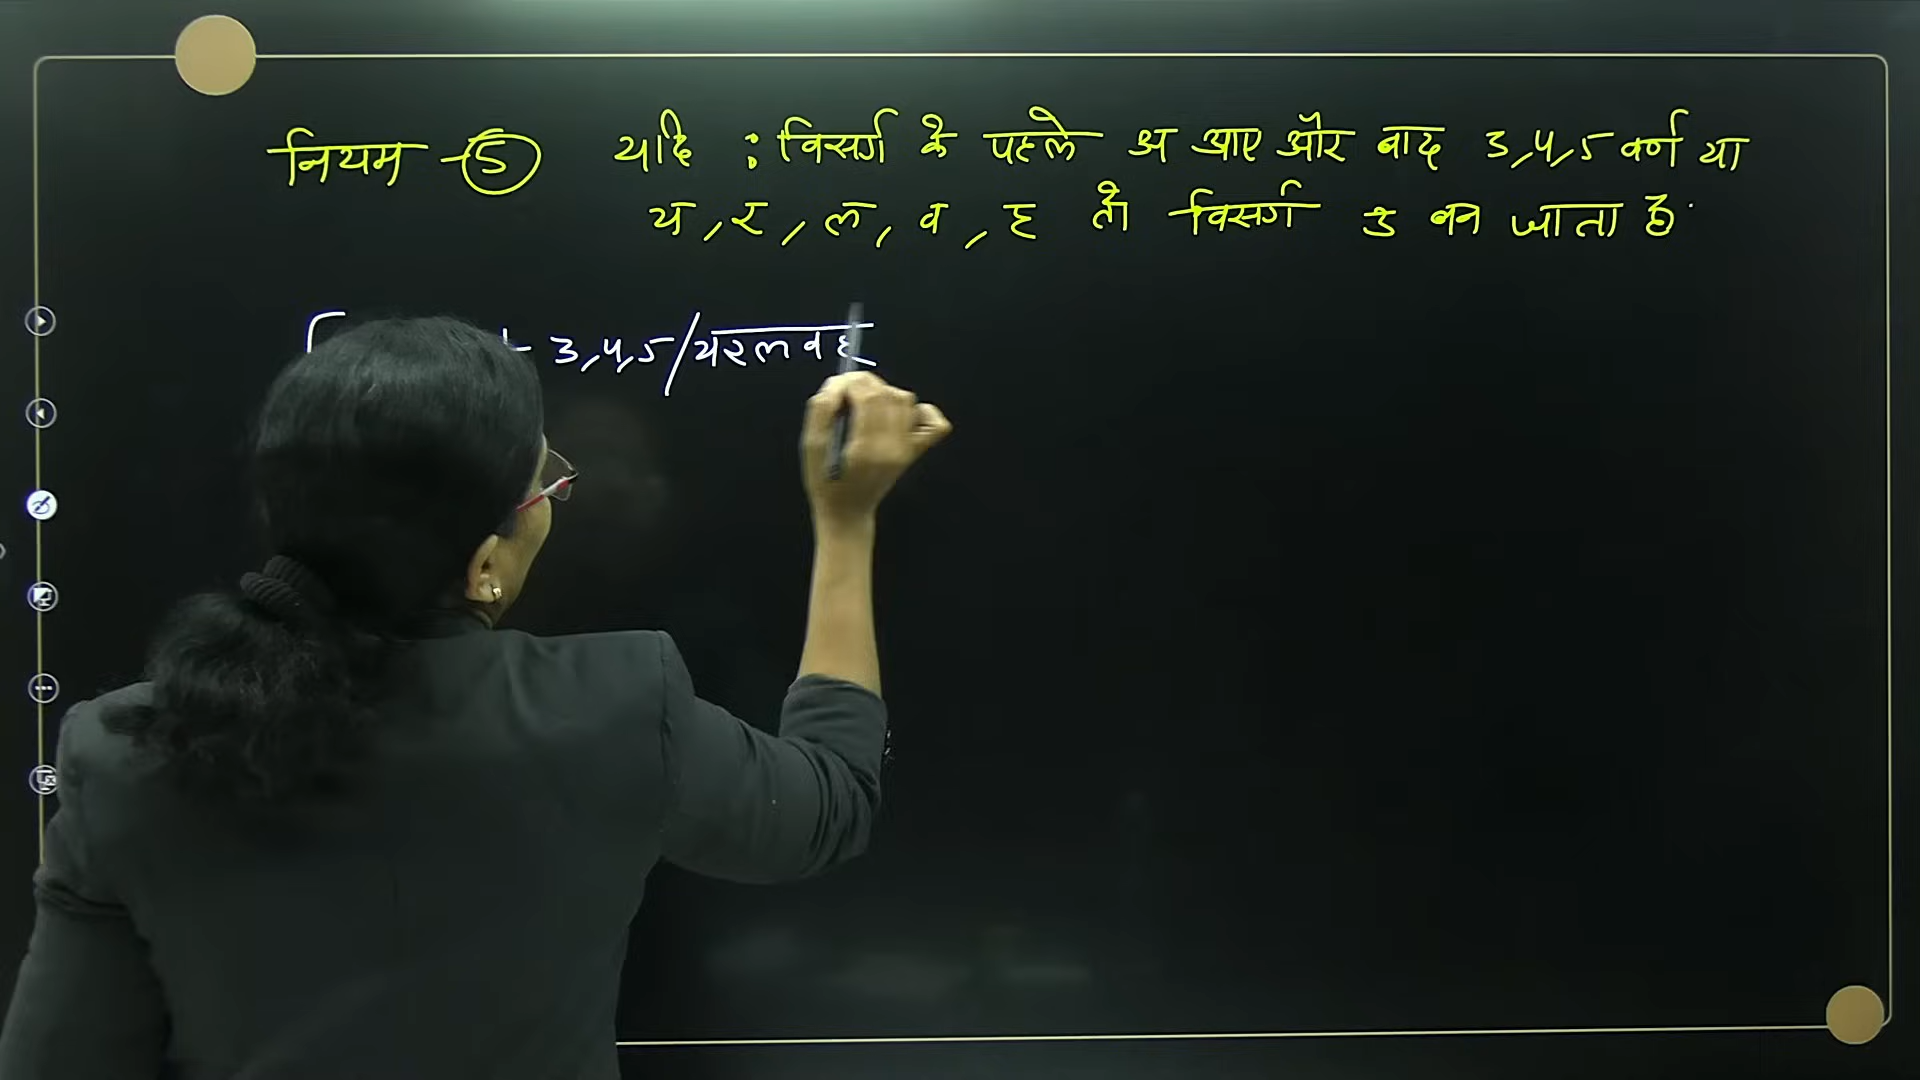 नियम - 5 यदि : विसर्ग के पहले अ आए और बाद 3,4,5 वर्ण या
य, र, ल, व, ह तो विसर्ग उ बन जाता है
+ 3,4,5/यरलवह